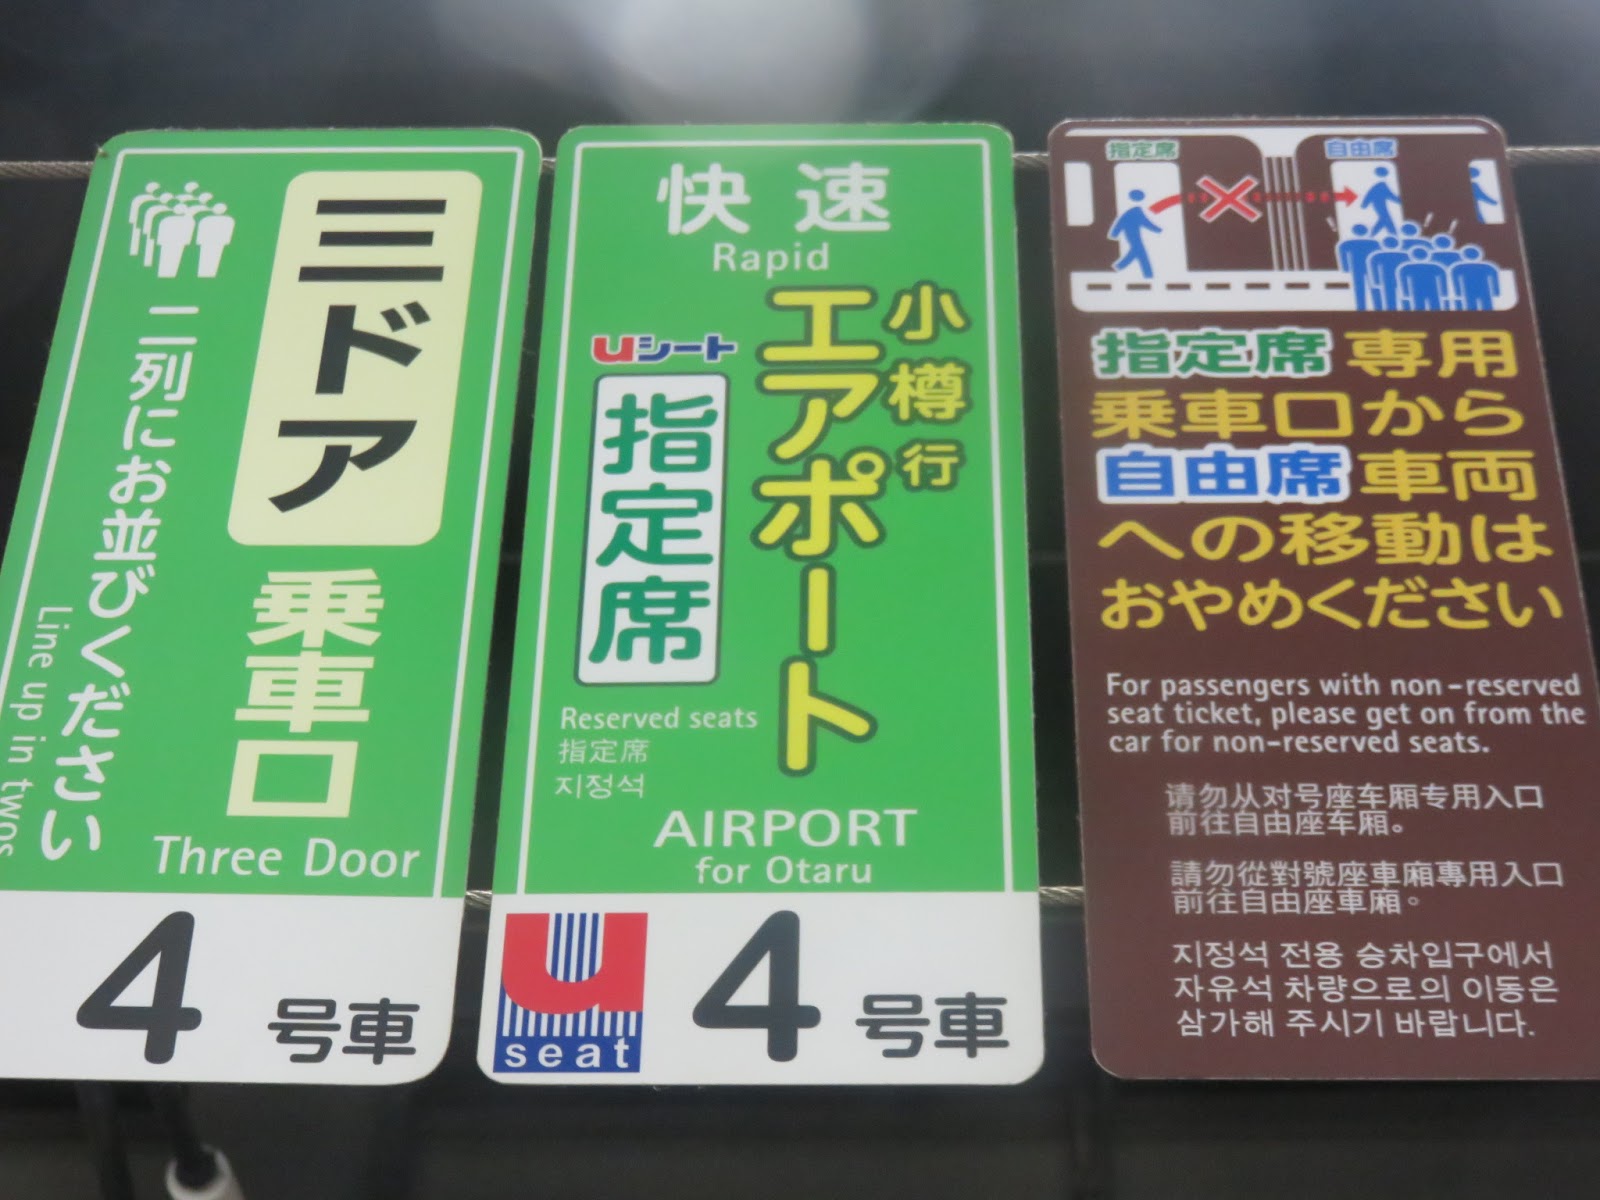 三ドア
乗車口
二列にお並びください
Line up in twos
Three Door
4号車
快速
Rapid
小樽行
エアポート
uシート
指定席
Reserved seats
指定席
지정석
AIRPORT
for Otaru
u
seat
4号車
指定席
自由席
指定席専用
乗車口から
自由席車両
への移動は
おやめください
For passengers with non-reserved
seat ticket, please get on from the
car for non-reserved seats.
请勿从对号座车厢专用入口
前往自由座车厢。
請勿從對號座車廂專用入口
前往自由座車廂。
지정석 전용 승차입구에서
자유석 차량으로의 이동은
삼가해 주시기 바랍니다.